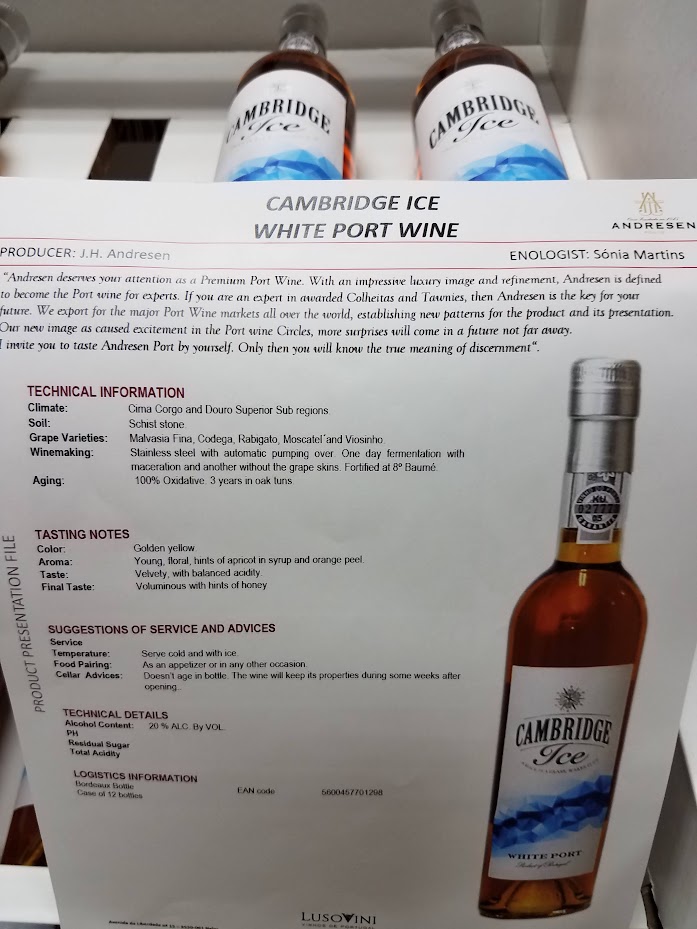 CAMBRIDGE
Ice
CAMBRIDGE
Ice
CAMBRIDGE ICE
WHITE PORT WINE
ANDRESEN
PRODUCER: J.H. Andresen
ENOLOGIST: Sónia Martins
"Andresen deserves your attention as a Premium Port Wine. With an impressive luxury image and refinement, Andresen is defined
to become the Port wine for experts. If you are an expert in awarded Colheitas and Tawnies, then Andresen is the key for your
future. We export for the major Port Wine markets all over the world, establishing new patterns for the product and its presentation.
Our new image as caused excitement in the Port wine Circles, more surprises will come in a future not far away.
I invite you to taste Andresen Port by yourself. Only then you will know the true meaning of discernment“.
TECHNICAL INFORMATION
Climate: Cima Corgo and Douro Superior Sub regions
Soil: Schist stone
Grape Varieties: Malvasia Fina, Codega, Rabigato, Moscatel´and Viosinho.
Winemaking: Stainless steel with automatic pumping over. One day fermentation with
maceration and another without the grape skins. Fortified at 8º Baumé.
Aging: 100% Oxidative. 3 years in oak tuns
TASTING NOTES
Color: Golden yellow
Aroma: Young, floral, hints of apricot in syrup and orange peel.
Taste: Velvety, with balanced acidity.
Final Taste: Voluminous with hints of honey
SUGGESTIONS OF SERVICE AND ADVICES
Service
Temperature: Serve cold and with ice.
Food Pairing: As an appetizer or in any other occasion.
Cellar Advices: Doesn't age in bottle. The wine will keep its properties during some weeks after
opening..
TECHNICAL DETAILS
Alcohol Content: 20 % ALC. By VOL.
PH
Residual Sugar
Total Acidity
LOGISTICS INFORMATION
Bordeaux Bottle
Case of 12 bottles
EAN code 5600457701298
PRODUCT PRESENTATION FILE
CAMBRIDGE
Ice
WHITE PORT
Product of Portugal
LUSOVINI
VINHOS DE PORTUGAL